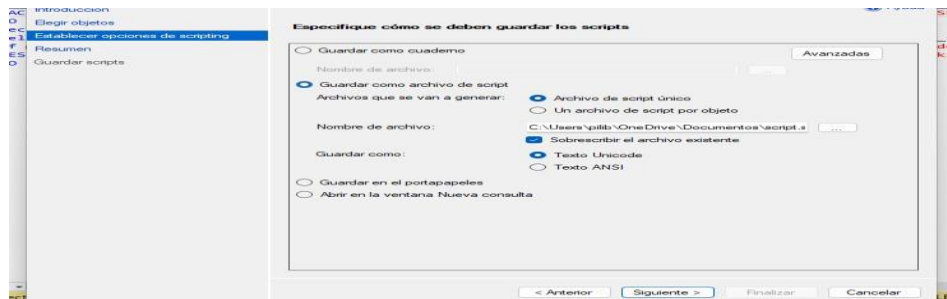 Introducción
Elegir objetos
Establecer opciones de scripting
Resumen
Guardar scripts
Especifique cómo se deben guardar los scripts
Guardar como cuaderno
Avanzadas
Nombre de archivo:
...
Guardar como archivo de script
Archivos que se van a generar:
Archivo de script único
Un archivo de script por objeto
Nombre de archivo:
C:\Users\pilib\OneDrive\Documentos\script.s
...
Sobrescribir el archivo existente
Guardar como:
Texto Unicode
Texto ANSI
Guardar en el portapapeles
Abrir en la ventana Nueva consulta
< Anterior
Siguiente >
Finalizar
Cancelar